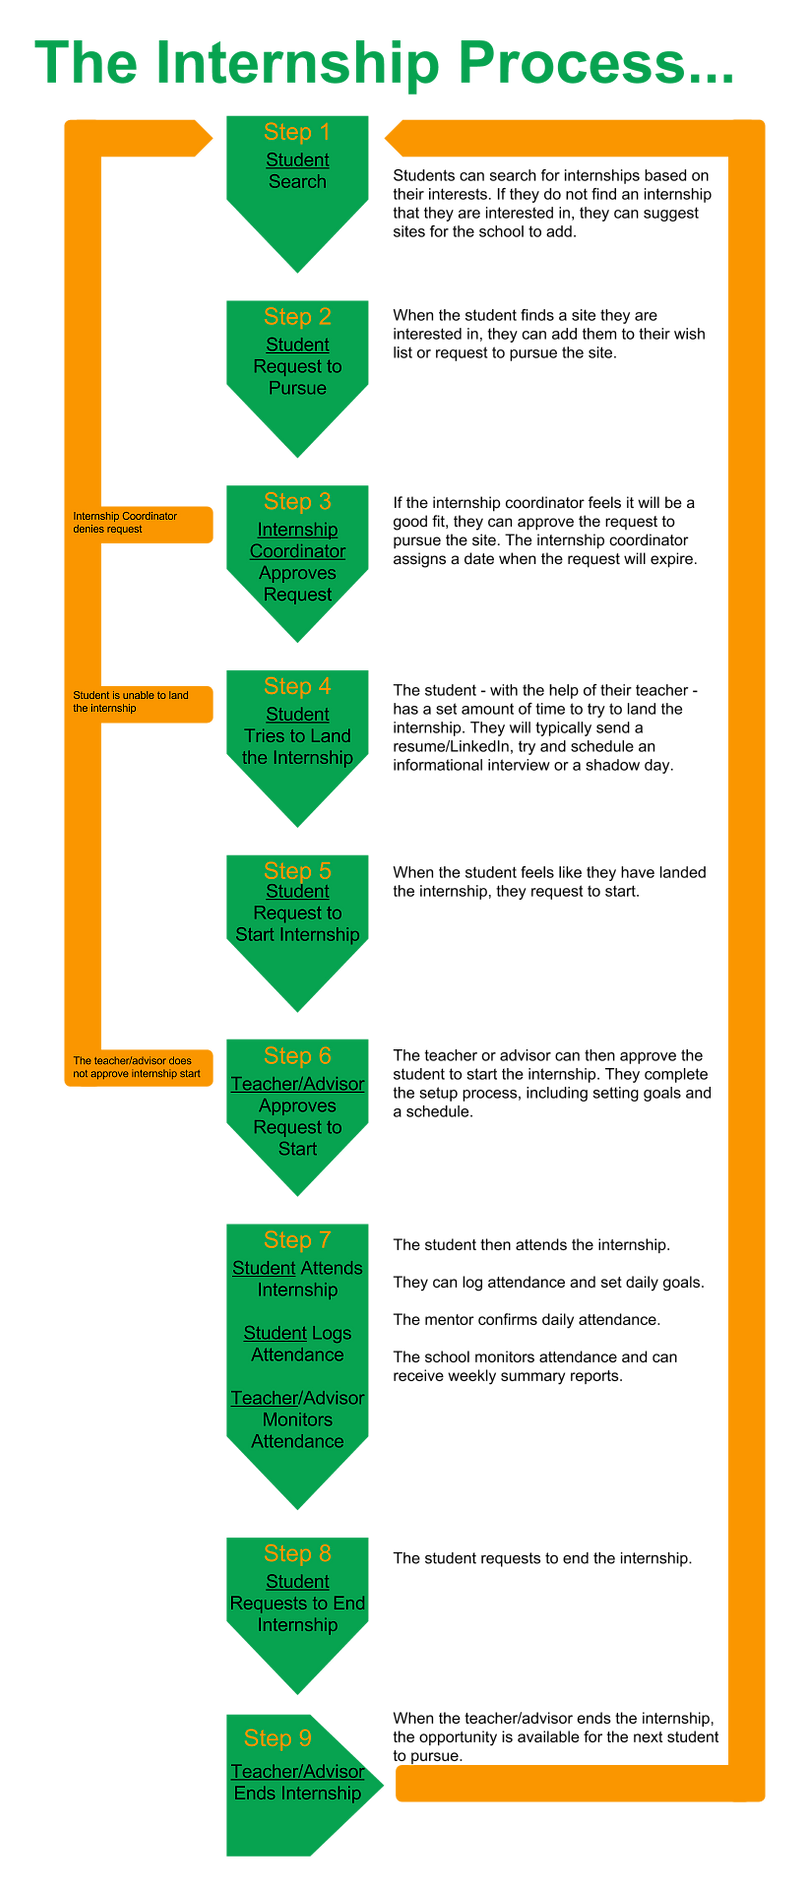 The Internship Process...
Step 1
Student
Search
Students can search for internships based on
their interests. If they do not find an internship
that they are interested in, they can suggest
sites for the school to add.
Step 2
Student
Request to
Pursue
When the student finds a site they are
interested in, they can add them to their wish
list or request to pursue the site.
Internship Coordinator
denies request
Step 3
Internship
Coordinator
Approves
Request
If the internship coordinator feels it will be a
good fit, they can approve the request to
pursue the site. The internship coordinator
assigns a date when the request will expire.
Student is unable to land
the internship
Step 4
Student
Tries to Land
the Internship
The student - with the help of their teacher -
has a set amount of time to try to land the
internship. They will typically send a
resume/LinkedIn, try and schedule an
informational interview or a shadow day.
Step 5
Student
Request to
Start Internship
When the student feels like they have landed
the internship, they request to start.
The teacher/advisor does
not approve internship start
Step 6
Teacher/Advisor
Approves
Request to
Start
The teacher or advisor can then approve the
student to start the internship. They complete
the setup process, including setting goals and
a schedule.
Step 7
Student Attends
Internship
Student Logs
Attendance
Teacher/Advisor
Monitors
Attendance
The student then attends the internship.
They can log attendance and set daily goals.
The mentor confirms daily attendance.
The school monitors attendance and can
receive weekly summary reports.
Step 8
Student
Requests to End
Internship
The student requests to end the internship.
Step 9
Teacher/Advisor
Ends Internship
When the teacher/advisor ends the internship,
the opportunity is available for the next student
to pursue.